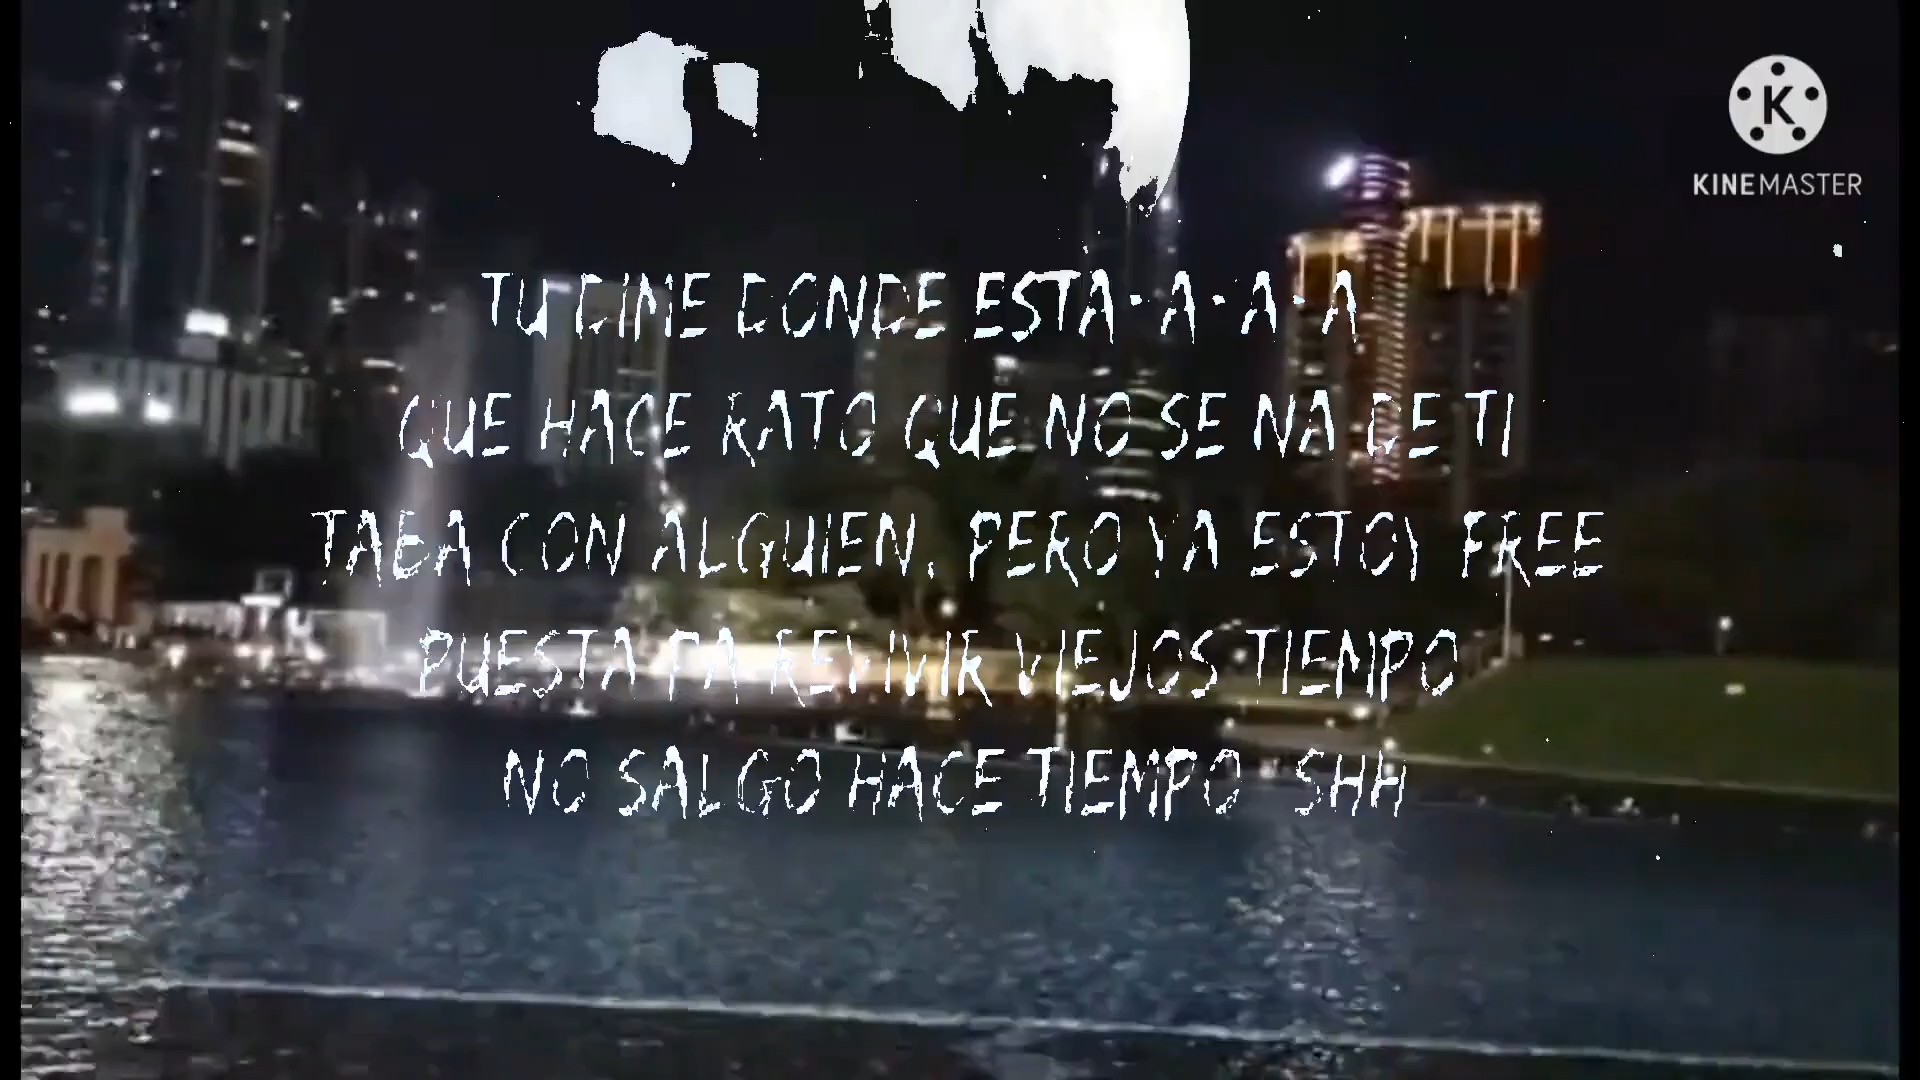 KINEMASTER
TU DIME DONDE ESTA-A-A-A
QUE HACE RATO QUE NO SE NA DE TI
TABA CON ALGUIEN, PERO YA ESTOY FREE
PUESTA PA REVIVIR VIEJOS TIEMPO
NO SALGO HACE TIEMPO SHH